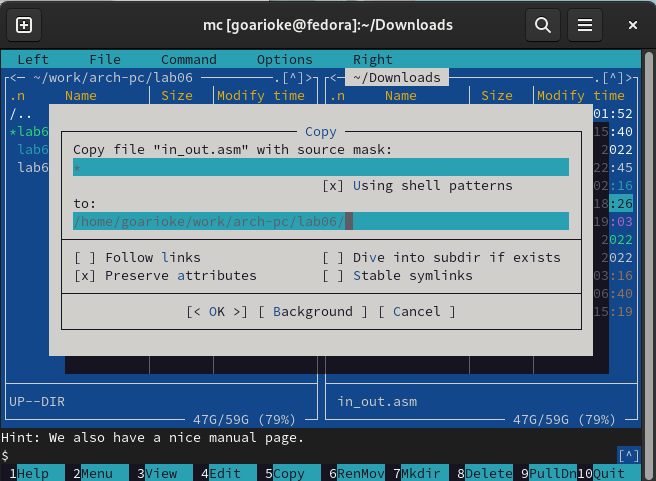 mc [goarioke@fedora]:~/Downloads
Left File Command Options Right
<─ ~/work/arch-pc/lab06 ─.[^]>
<─ ~/Downloads ─.[^]>
.n Name Size Modify time
.n Name Size Modify time
/..
01:52
*lab6
15:40
lab6
2022
lab6
22:45
02:16
18:26
19:03
2022
2022
03:16
06:40
15:19
Copy
Copy file "in_out.asm" with source mask:
*
[x] Using shell patterns
to:
/home/goarioke/work/arch-pc/lab06/
[ ] Follow links [ ] Dive into subdir if exists
[x] Preserve attributes [ ] Stable symlinks
[< OK >] [ Background ] [ Cancel ]
UP--DIR
in_out.asm
47G/59G (79%)
47G/59G (79%)
Hint: We also have a nice manual page.
$ [^]
1Help 2Menu 3View 4Edit 5Copy 6RenMov 7Mkdir 8Delete 9PullDn 10Quit